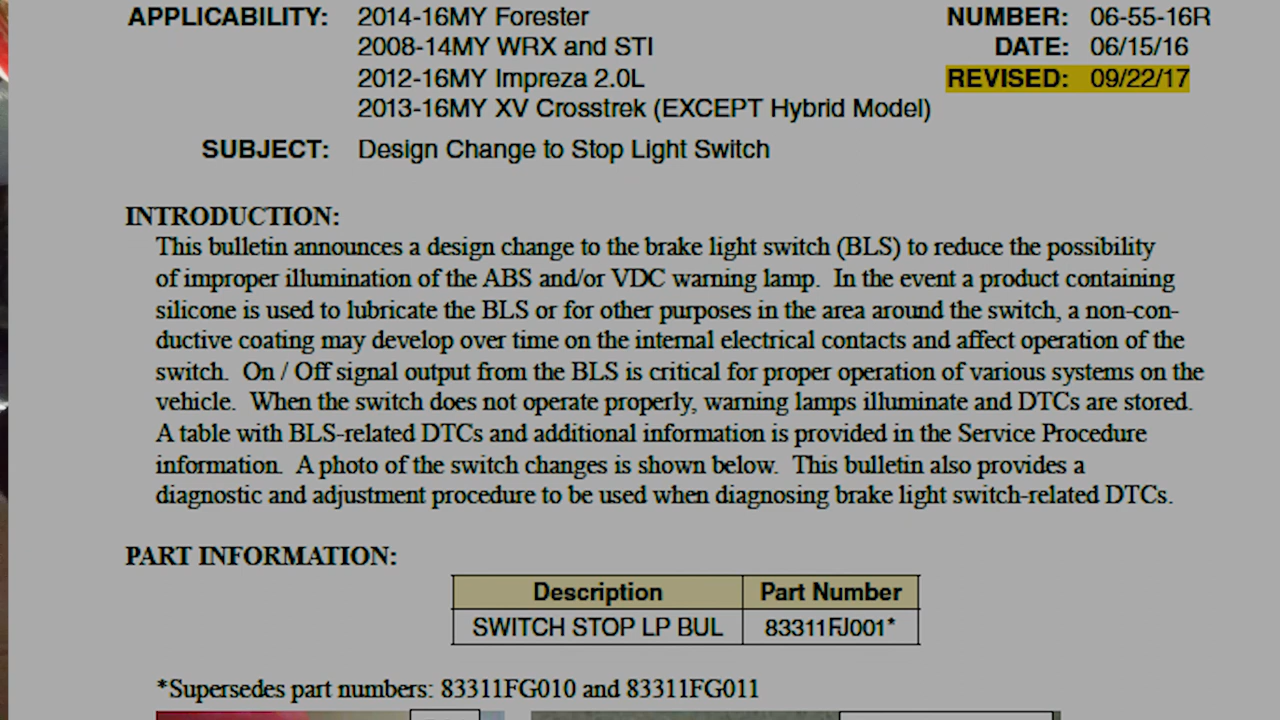 APPLICABILITY: 2014-16MY Forester
2008-14MY WRX and STI
2012-16MY Impreza 2.0L
2013-16MY XV Crosstrek (EXCEPT Hybrid Model)
NUMBER: 06-55-16R
DATE: 06/15/16
REVISED: 09/22/17
SUBJECT: Design Change to Stop Light Switch
INTRODUCTION:
This bulletin announces a design change to the brake light switch (BLS) to reduce the possibility
of improper illumination of the ABS and/or VDC warning lamp. In the event a product containing
silicone is used to lubricate the BLS or for other purposes in the area around the switch, a non-con-
ductive coating may develop over time on the internal electrical contacts and affect operation of the
switch. On / Off signal output from the BLS is critical for proper operation of various systems on the
vehicle. When the switch does not operate properly, warning lamps illuminate and DTCs are stored.
A table with BLS-related DTCs and additional information is provided in the Service Procedure
information. A photo of the switch changes is shown below. This bulletin also provides a
diagnostic and adjustment procedure to be used when diagnosing brake light switch-related DTCs.
PART INFORMATION:
Description Part Number
SWITCH STOP LP BUL 83311FJ001*
*Supersedes part numbers: 83311FG010 and 83311FG011